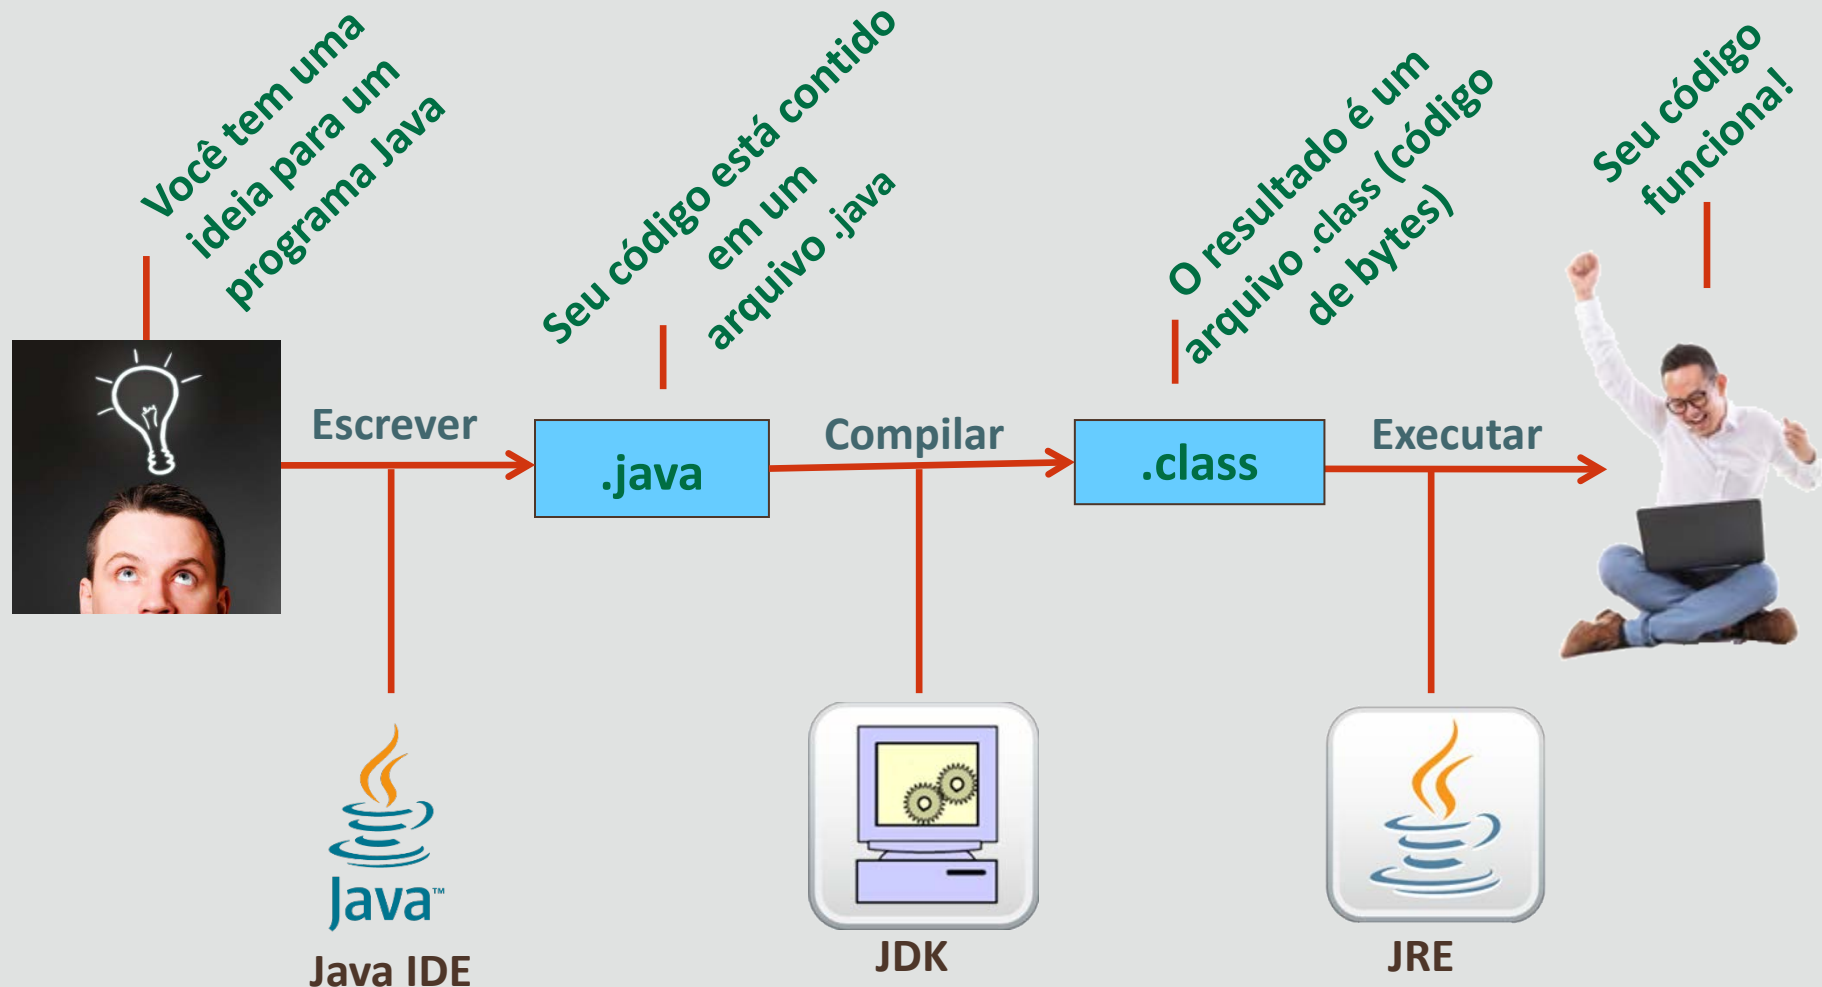 Você tem uma
ideia para um
programa Java
Seu código está contido
em um
arquivo .java
O resultado é um
arquivo .class (código
de bytes)
Seu código
funciona!
Escrever
.java
Compilar
.class
Executar
Java™
Java IDE
JDK
JRE